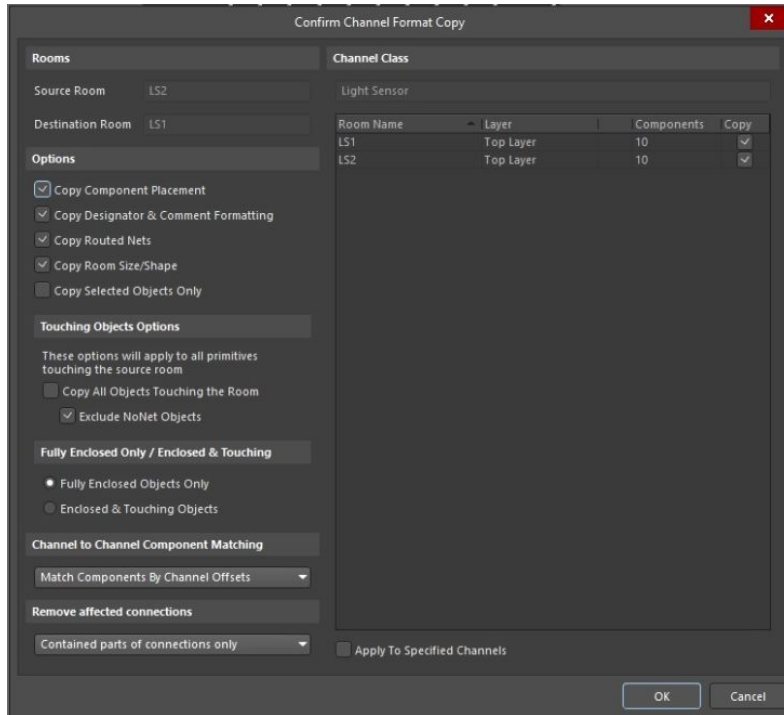 Confirm Channel Format Copy
Rooms
Source Room LS2
Destination Room LS1
Options
Copy Component Placement
Copy Designator & Comment Formatting
Copy Routed Nets
Copy Room Size/Shape
Copy Selected Objects Only
Touching Objects Options
These options will apply to all primitives
touching the source room
Copy All Objects Touching the Room
Exclude NoNet Objects
Fully Enclosed Only / Enclosed & Touching
Fully Enclosed Objects Only
Enclosed & Touching Objects
Channel to Channel Component Matching
Match Components By Channel Offsets
Remove affected connections
Contained parts of connections only
Channel Class
Light Sensor
Room Name Layer Components Copy
LS1 Top Layer 10
LS2 Top Layer 10
Apply To Specified Channels
OK Cancel